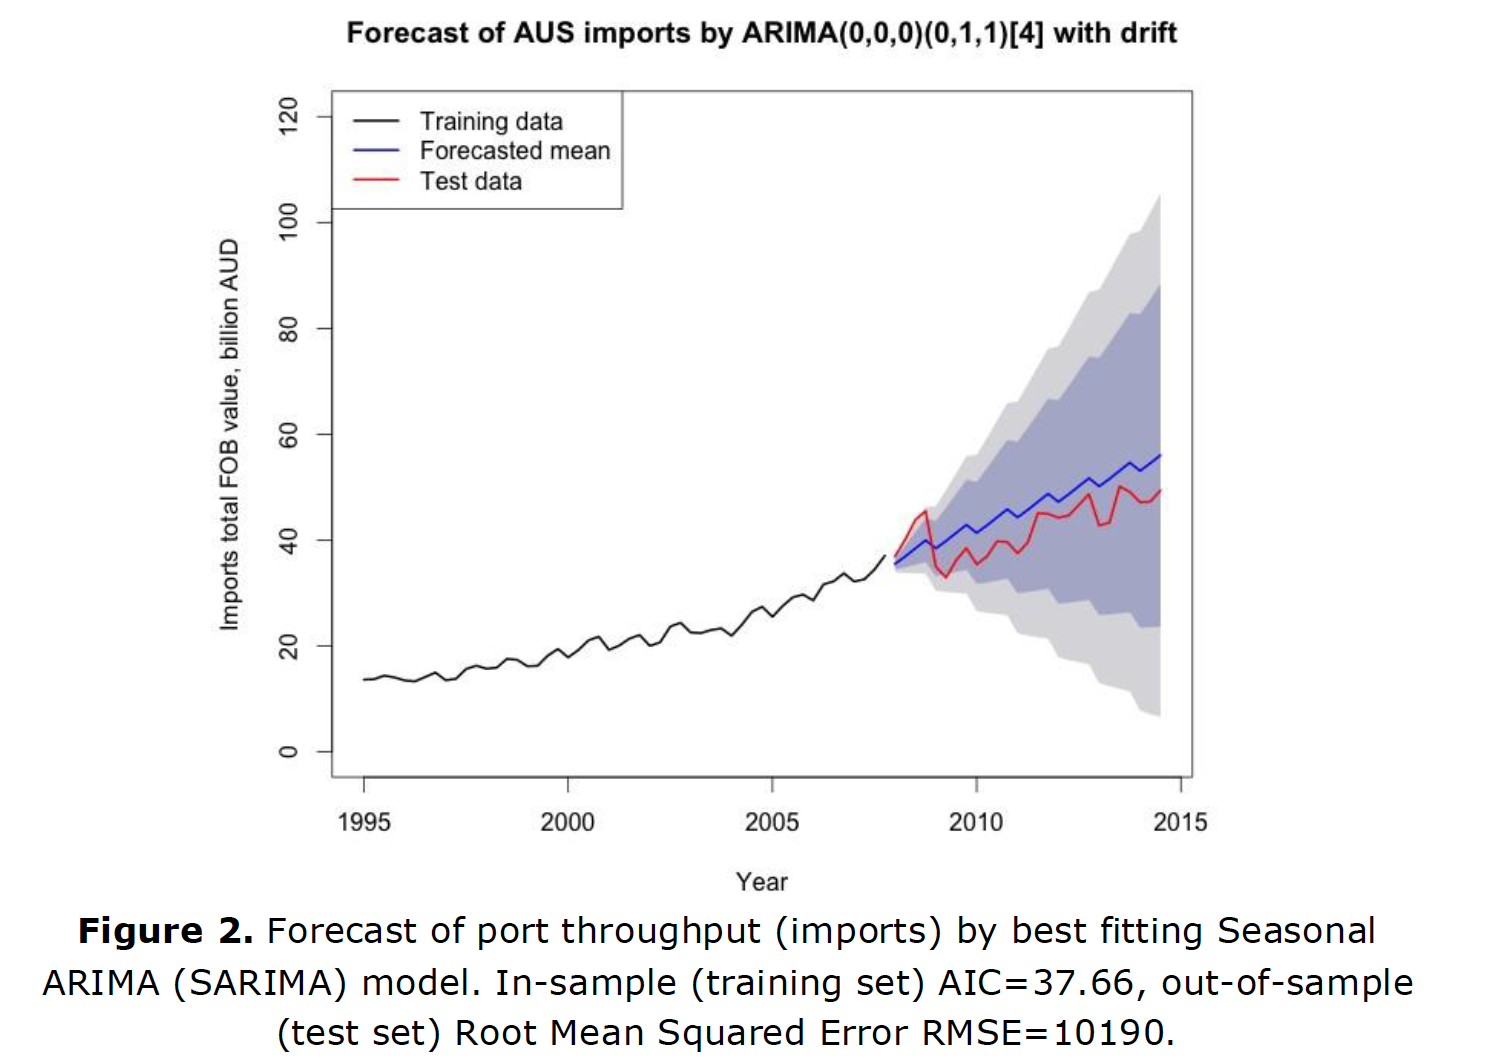 Forecast of AUS imports by ARIMA(0,0,0)(0,1,1)[4] with drift
Training data
Forecasted mean
Test data
Imports total FOB value, billion AUD
120
100
80
60
40
20
0
1995 2000 2005 2010 2015
Year
Figure 2. Forecast of port throughput (imports) by best fitting Seasonal
ARIMA (SARIMA) model. In-sample (training set) AIC=37.66, out-of-sample
(test set) Root Mean Squared Error RMSE=10190.